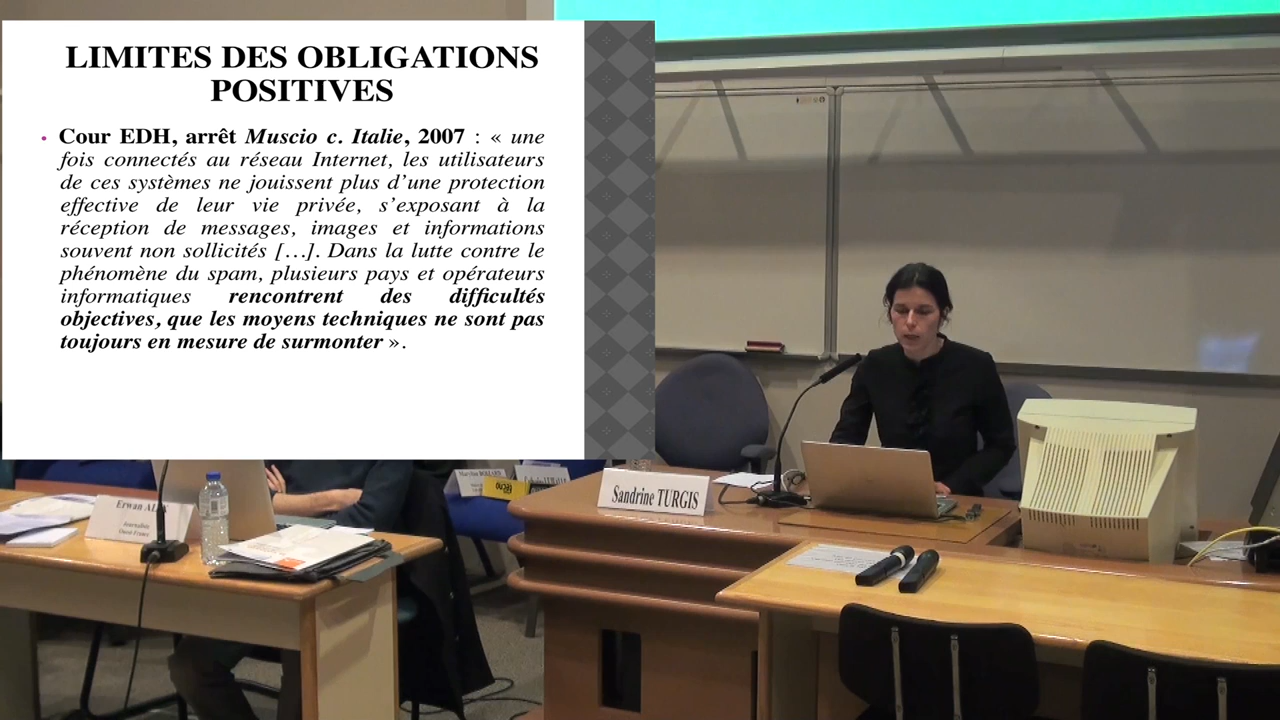 LIMITES DES OBLIGATIONS
POSITIVES
• Cour EDH, arrêt Muscio c. Italie, 2007 : « une
fois connectés au réseau Internet, les utilisateurs
de ces systèmes ne jouissent plus d’une protection
effective de leur vie privée, s’exposant à la
réception de messages, images et informations
souvent non sollicités […]. Dans la lutte contre le
phénomène du spam, plusieurs pays et opérateurs
informatiques rencontrent des difficultés
objectives, que les moyens techniques ne sont pas
toujours en mesure de surmonter ».
Sandrine TURGIS
Erwan
Journaliste
Ouest-France